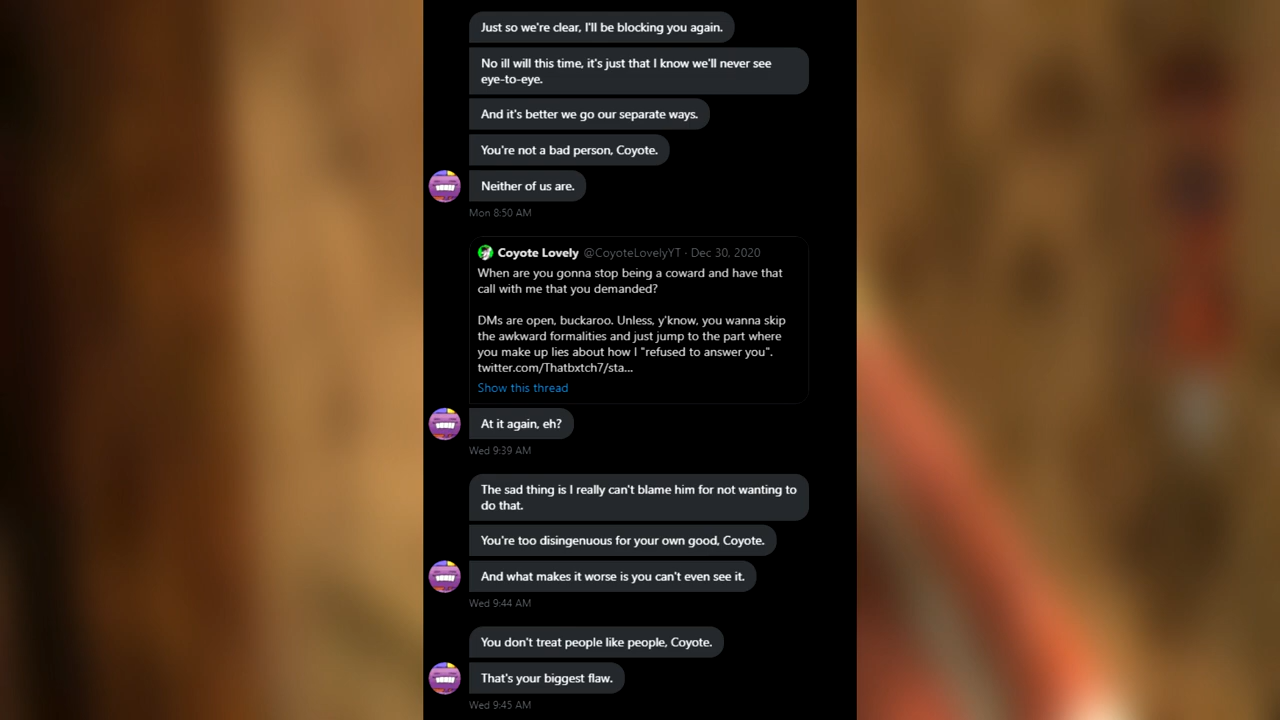 Just so we're clear, I'll be blocking you again.
No ill will this time, it's just that I know we'll never see
eye-to-eye.
And it's better we go our separate ways.
You're not a bad person, Coyote.
Neither of us are.
Mon 8:50 AM
Coyote Lovely @CoyoteLovelyYT · Dec 30, 2020
When are you gonna stop being a coward and have that
call with me that you demanded?
DMs are open, buckaroo. Unless, y'know, you wanna skip
the awkward formalities and just jump to the part where
you make up lies about how I "refused to answer you".
twitter.com/Thatbxtch7/sta...
Show this thread
At it again, eh?
Wed 9:39 AM
The sad thing is I really can't blame him for not wanting to
do that.
You're too disingenuous for your own good, Coyote.
And what makes it worse is you can't even see it.
Wed 9:44 AM
You don't treat people like people, Coyote.
That's your biggest flaw.
Wed 9:45 AM